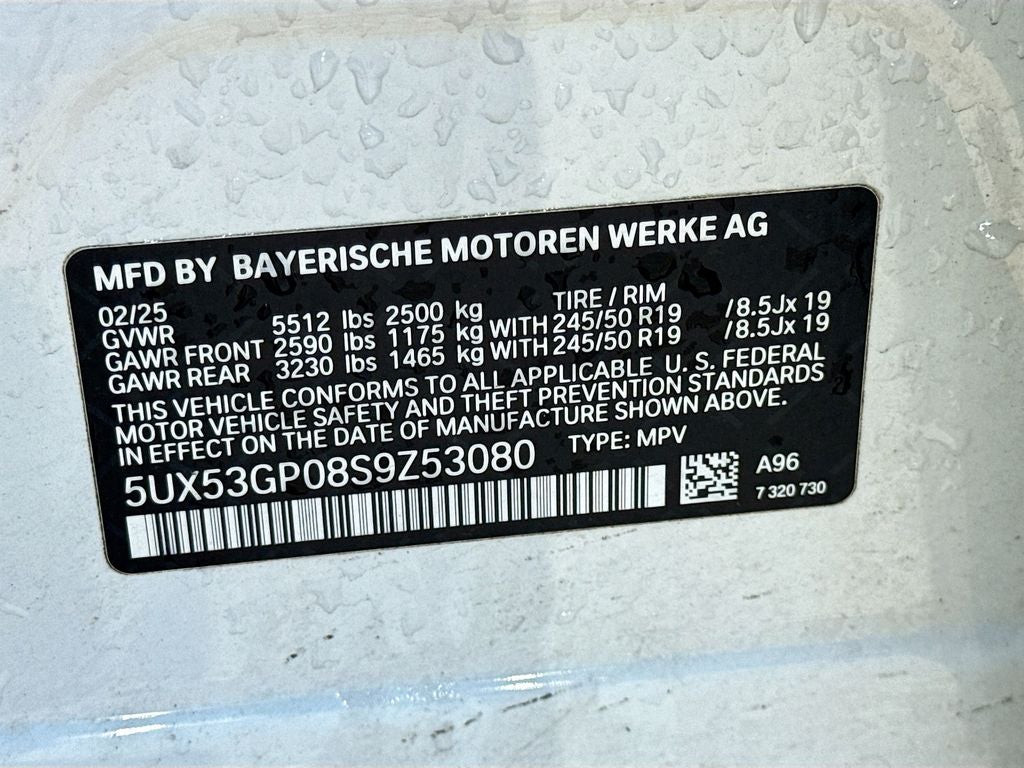 MFD BY BAYERISCHE MOTOREN WERKE AG
02/25 TIRE / RIM
GVWR 5512 lbs 2500 kg
GAWR FRONT 2590 lbs 1175 kg WITH 245/50 R19 /8.5Jx 19
GAWR REAR 3230 lbs 1465 kg WITH 245/50 R19 /8.5Jx 19
THIS VEHICLE CONFORMS TO ALL APPLICABLE U. S. FEDERAL
MOTOR VEHICLE SAFETY AND THEFT PREVENTION STANDARDS
IN EFFECT ON THE DATE OF MANUFACTURE SHOWN ABOVE.
5UX53GP08S9Z53080 TYPE: MPV
A96
7 320 730